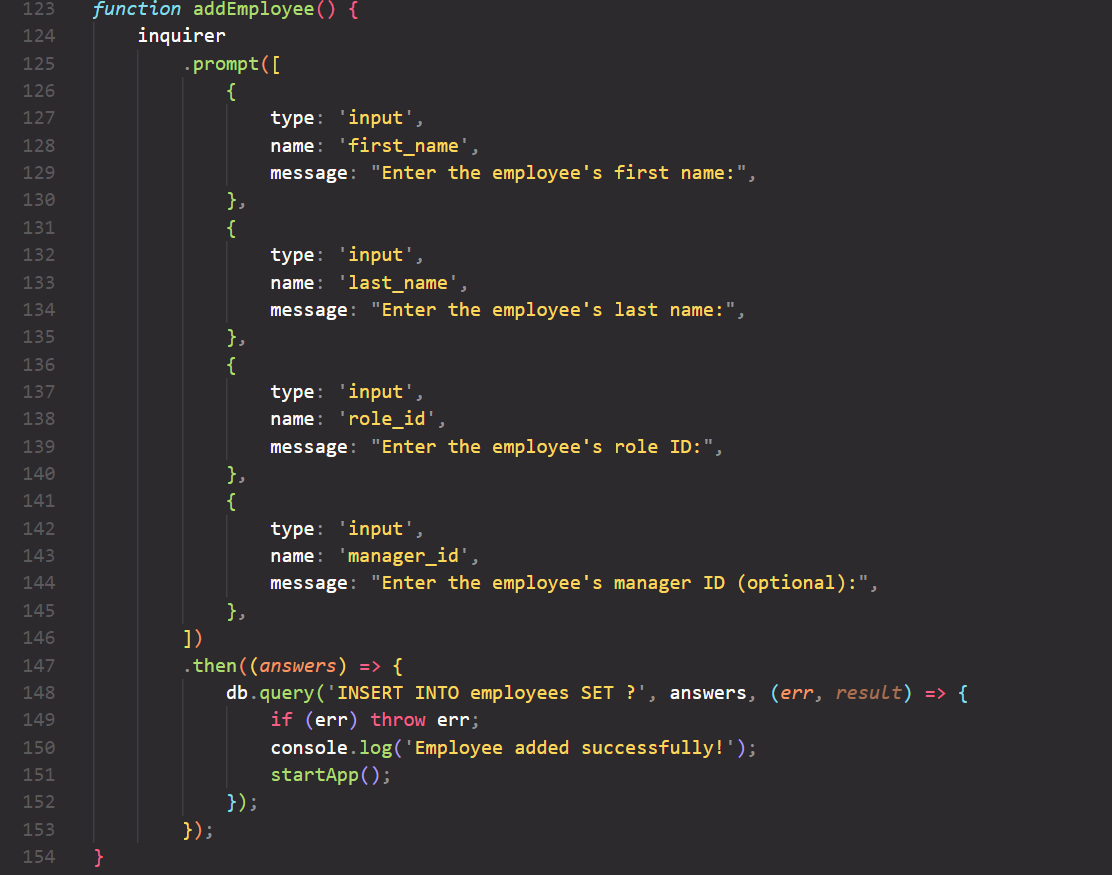 123 function addEmployee() {
124     inquirer
125         .prompt([
126             {
127                 type: 'input',
128                 name: 'first_name',
129                 message: "Enter the employee's first name:",
130             },
131             {
132                 type: 'input',
133                 name: 'last_name',
134                 message: "Enter the employee's last name:",
135             },
136             {
137                 type: 'input',
138                 name: 'role_id',
139                 message: "Enter the employee's role ID:",
140             },
141             {
142                 type: 'input',
143                 name: 'manager_id',
144                 message: "Enter the employee's manager ID (optional):",
145             },
146         ])
147         .then((answers) => {
148             db.query('INSERT INTO employees SET ?', answers, (err, result) => {
149                 if (err) throw err;
150                 console.log('Employee added successfully!');
151                 startApp();
152             });
153         });
154 }